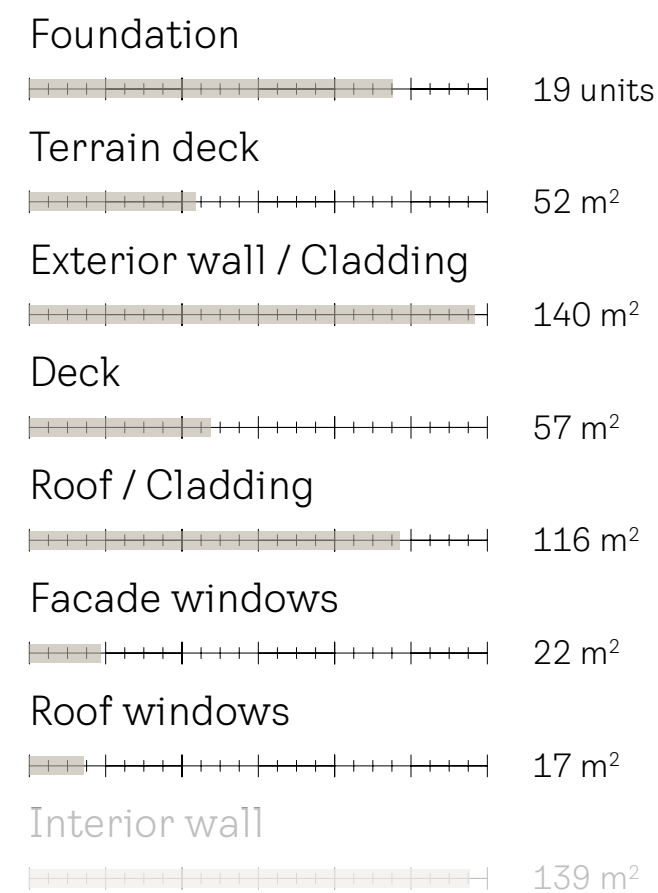 Foundation
19 units
Terrain deck
52 m²
Exterior wall / Cladding
140 m²
Deck
57 m²
Roof / Cladding
116 m²
Facade windows
22 m²
Roof windows
17 m²
Interior wall
139 m²